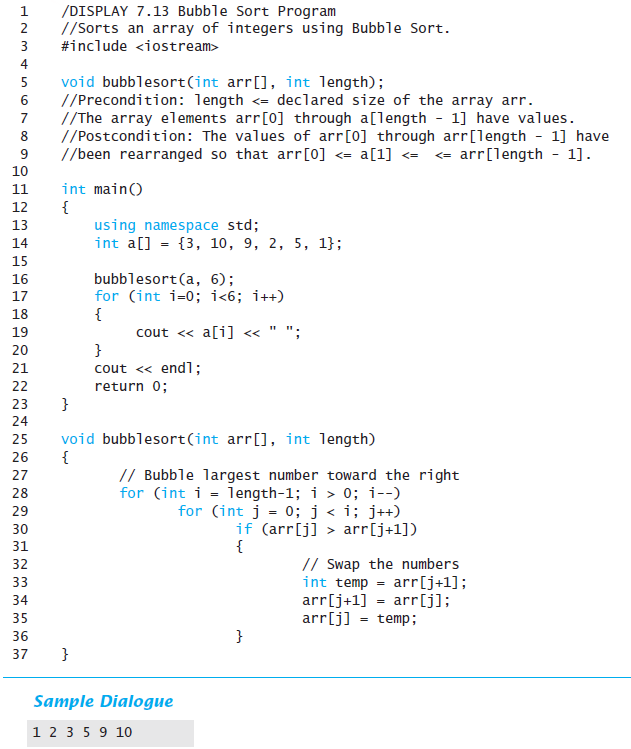 1 /DISPLAY 7.13 Bubble Sort Program
2 //Sorts an array of integers using Bubble Sort.
3 #include <iostream>
4
5 void bubblesort(int arr[], int length);
6 //Precondition: length <= declared size of the array arr.
7 //The array elements arr[0] through a[length - 1] have values.
8 //Postcondition: The values of arr[0] through arr[length - 1] have
9 //been rearranged so that arr[0] <= a[1] <=  <= arr[length - 1].
10
11 int main()
12 {
13     using namespace std;
14     int a[] = {3, 10, 9, 2, 5, 1};
15
16     bubblesort(a, 6);
17     for (int i=0; i<6; i++)
18     {
19          cout << a[i] << " ";
20     }
21     cout << endl;
22     return 0;
23 }
24
25 void bubblesort(int arr[], int length)
26 {
27        // Bubble largest number toward the right
28        for (int i = length-1; i > 0; i--)
29               for (int j = 0; j < i; j++)
30                      if (arr[j] > arr[j+1])
31                      {
32                              // Swap the numbers
33                              int temp = arr[j+1];
34                              arr[j+1] = arr[j];
35                              arr[j] = temp;
36                      }
37 }
Sample Dialogue
1 2 3 5 9 10